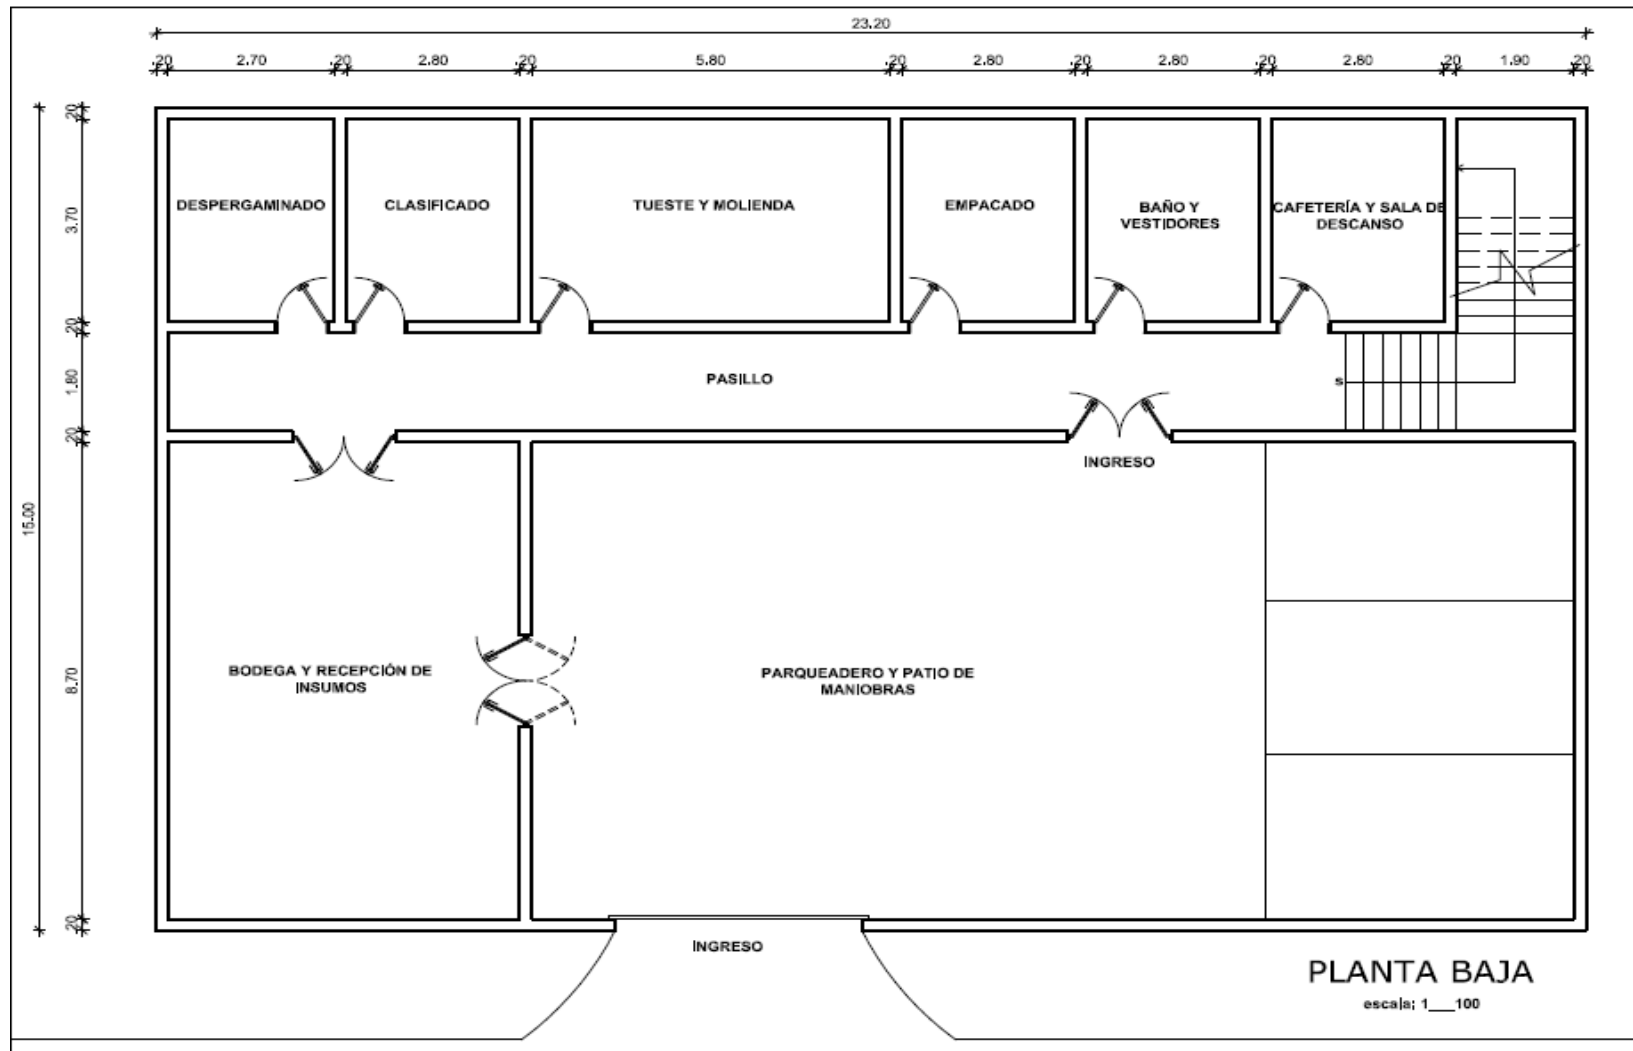 23.20
.20 2.70 .20 2.80 .20 5.80 .20 2.80 .20 2.80 .20 2.80 .20 1.90 .20
.20
3.70
.20
1.80
.20
8.70
.20
15.00
DESPERGAMINADO
CLASIFICADO
TUESTE Y MOLIENDA
EMPACADO
BAÑO Y
VESTIDORES
CAFETERÍA Y SALA DE
DESCANSO
PASILLO
S
INGRESO
BODEGA Y RECEPCIÓN DE
INSUMOS
PARQUEADERO Y PATIO DE
MANIOBRAS
INGRESO
PLANTA BAJA
escala; 1___100